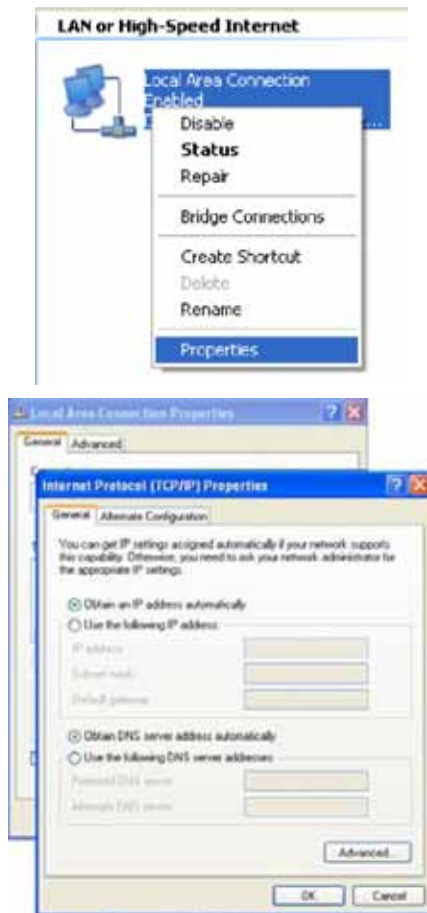 LAN or High-Speed Internet
Local Area Connection
Enabled
Disable
Status
Repair
Bridge Connections
Create Shortcut
Delete
Rename
Properties
Local Area Connection Properties
General Advanced
Internet Protocol (TCP/IP) Properties
General Alternate Configuration
You can get IP settings assigned automatically if your network supports
this capability. Otherwise, you need to ask your network administrator for
the appropriate IP settings.
Obtain an IP address automatically
Use the following IP address:
IP address:
Subnet mask:
Default gateway:
Obtain DNS server address automatically
Use the following DNS server addresses:
Preferred DNS server:
Alternate DNS server:
Advanced...
OK Cancel